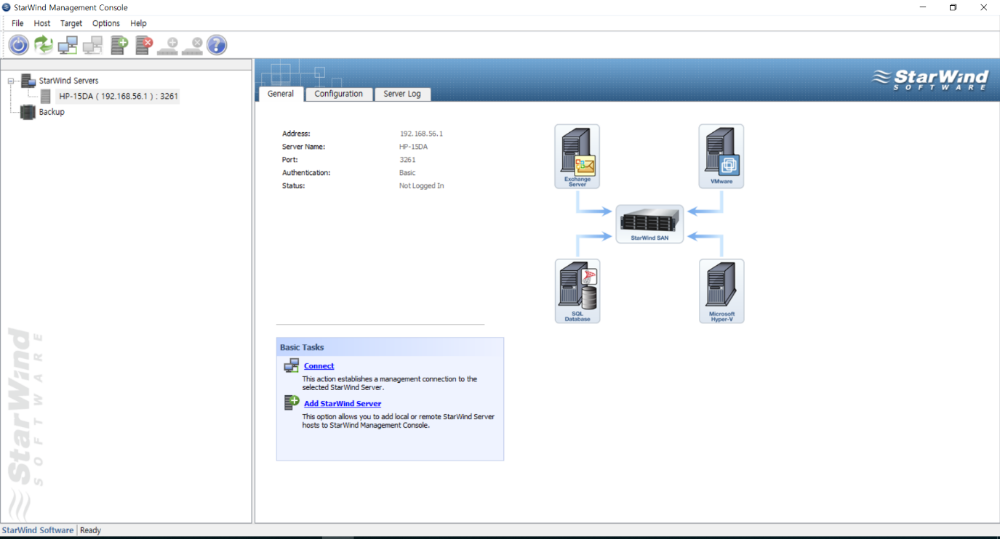 StarWind Management Console
File Host Target Options Help
StarWind Servers
HP-15DA ( 192.168.56.1 ) : 3261
Backup
StarWind
SOFTWARE
StarWind
SOFTWARE
General Configuration Server Log
Address: 192.168.56.1
Server Name: HP-15DA
Port: 3261
Authentication: Basic
Status: Not Logged In
Exchange
Server
VMware
StarWind SAN
SQL
Database
Microsoft
Hyper-V
Basic Tasks
Connect
This action establishes a management connection to the
selected StarWind Server.
Add StarWind Server
This option allows you to add local or remote StarWind Server
hosts to StarWind Management Console.
StarWind Software Ready